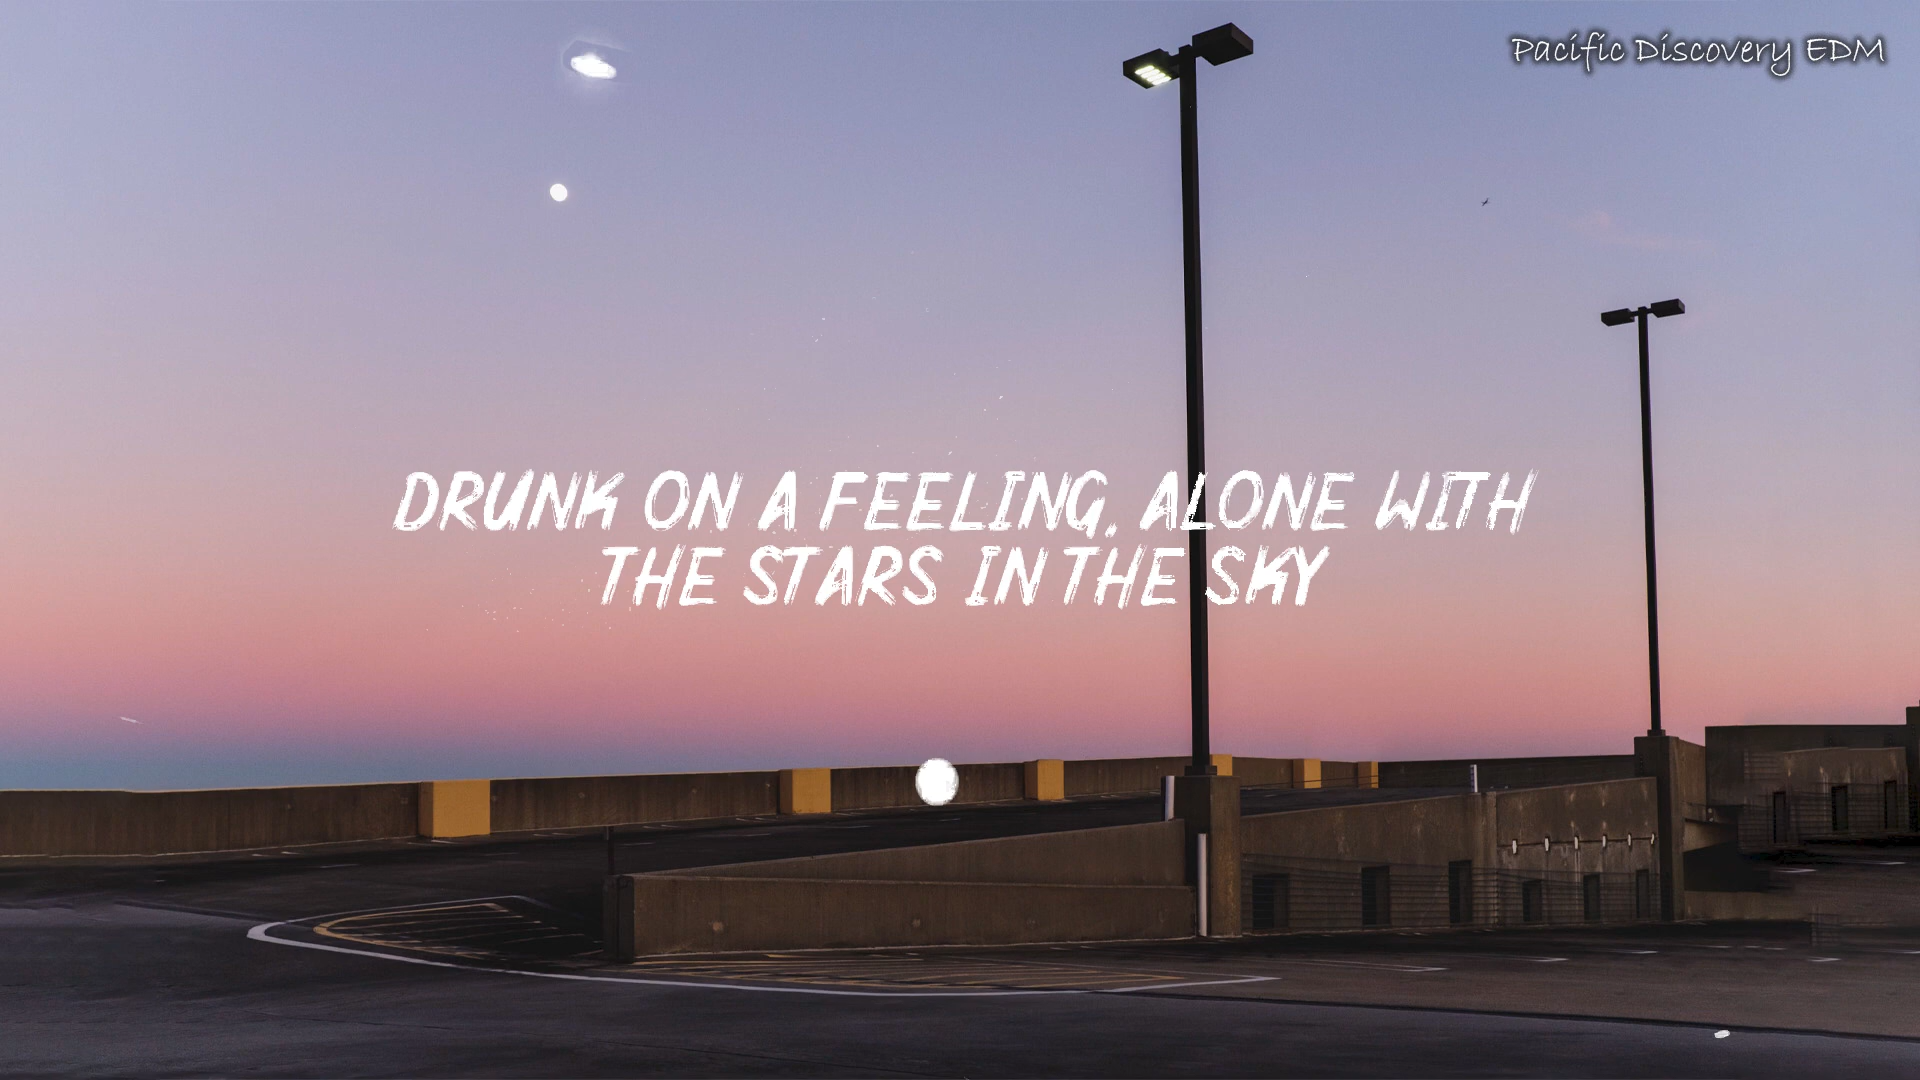 Pacific Discovery EDM
DRUNK ON A FEELING, ALONE WITH
THE STARS IN THE SKY